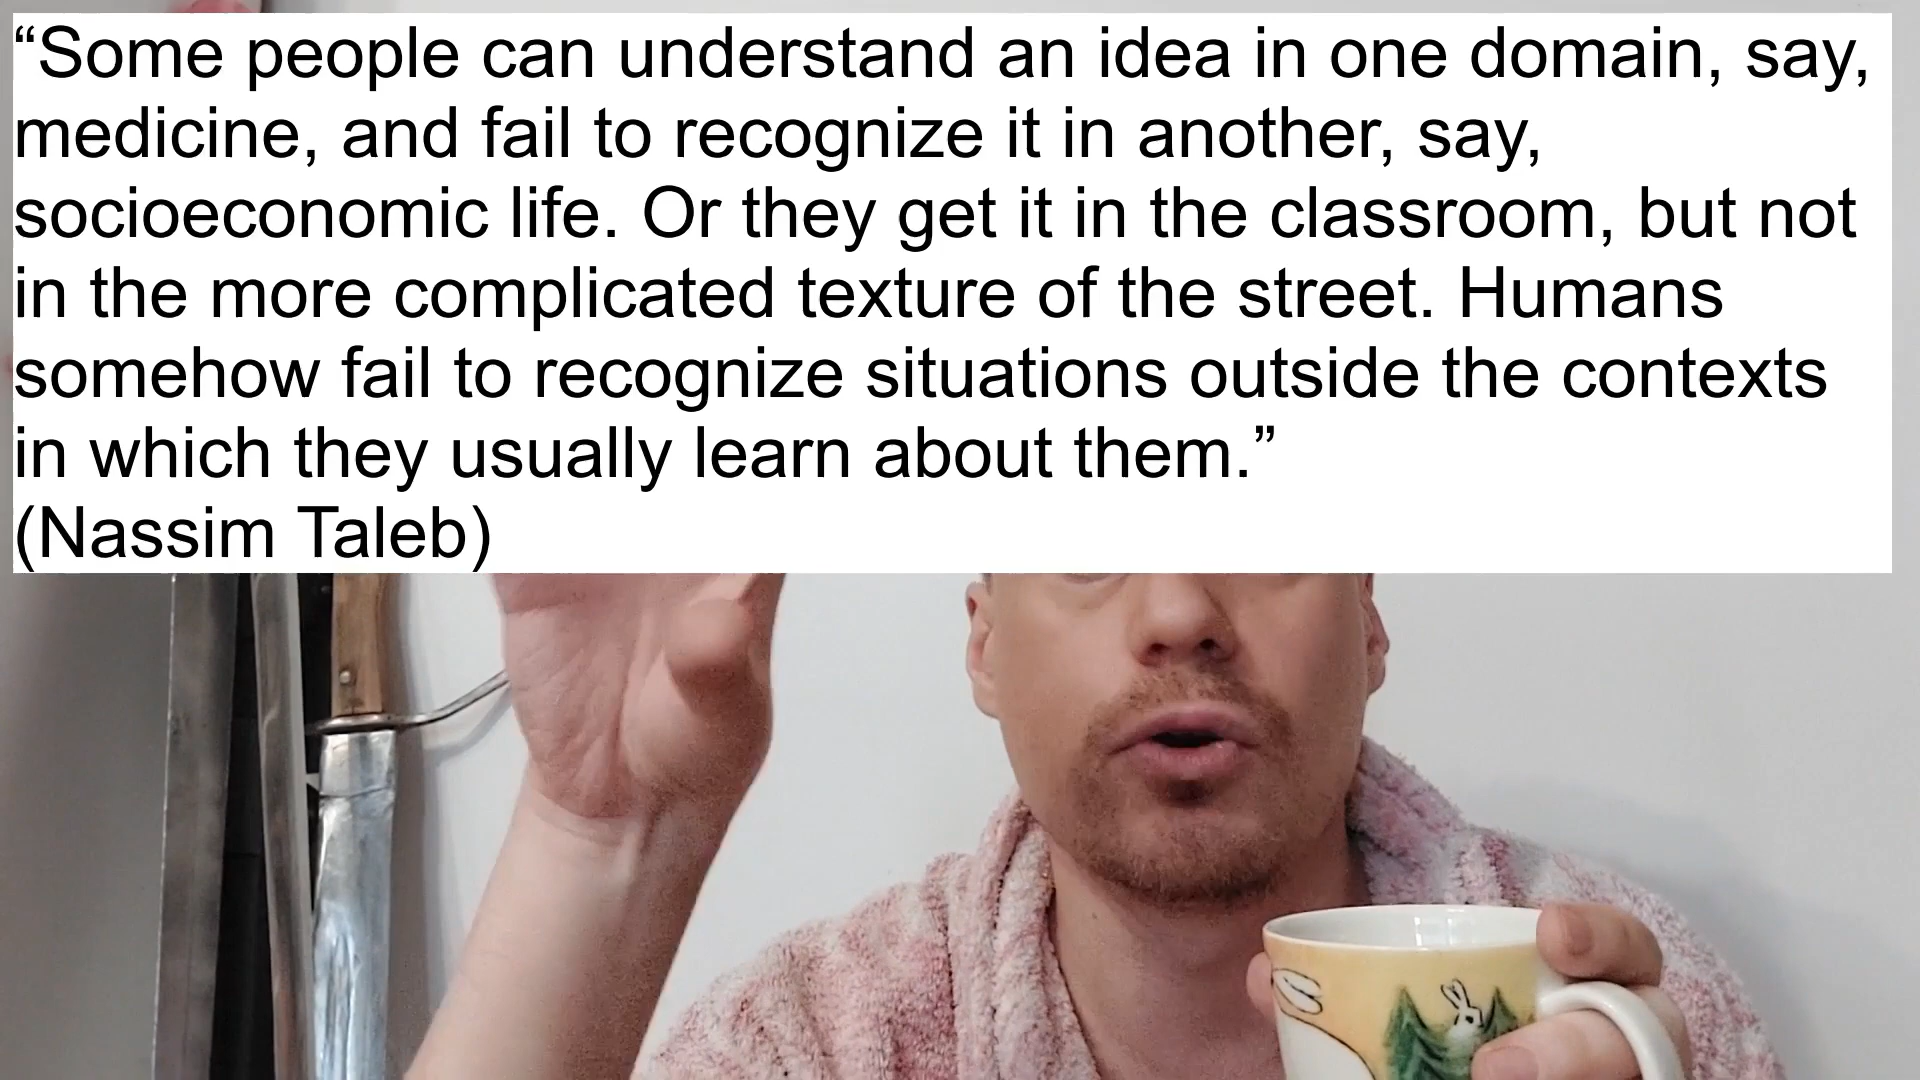 “Some people can understand an idea in one domain, say,
medicine, and fail to recognize it in another, say,
socioeconomic life. Or they get it in the classroom, but not
in the more complicated texture of the street. Humans
somehow fail to recognize situations outside the contexts
in which they usually learn about them.”
(Nassim Taleb)